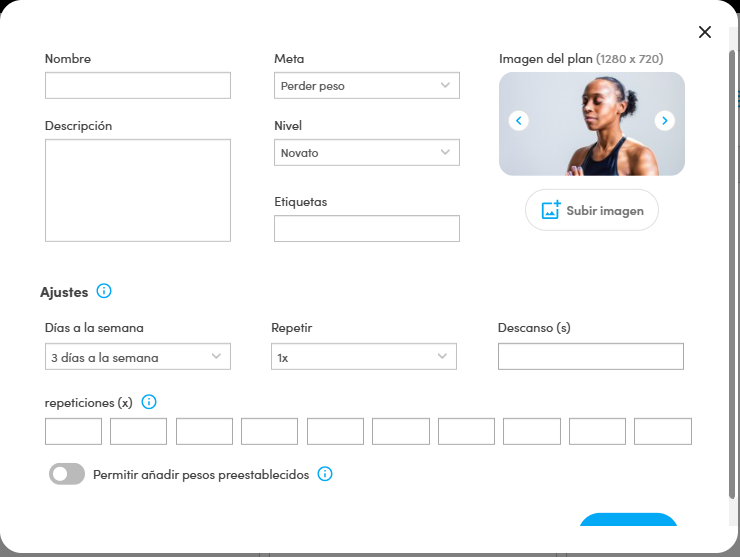 Nombre
Meta
Imagen del plan (1280 x 720)
Perder peso
Descripción
Nivel
Novato
Etiquetas
Subir imagen
Ajustes
Días a la semana
Repetir
Descanso (s)
3 días a la semana
1x
repeticiones (x)
Permitir añadir pesos preestablecidos